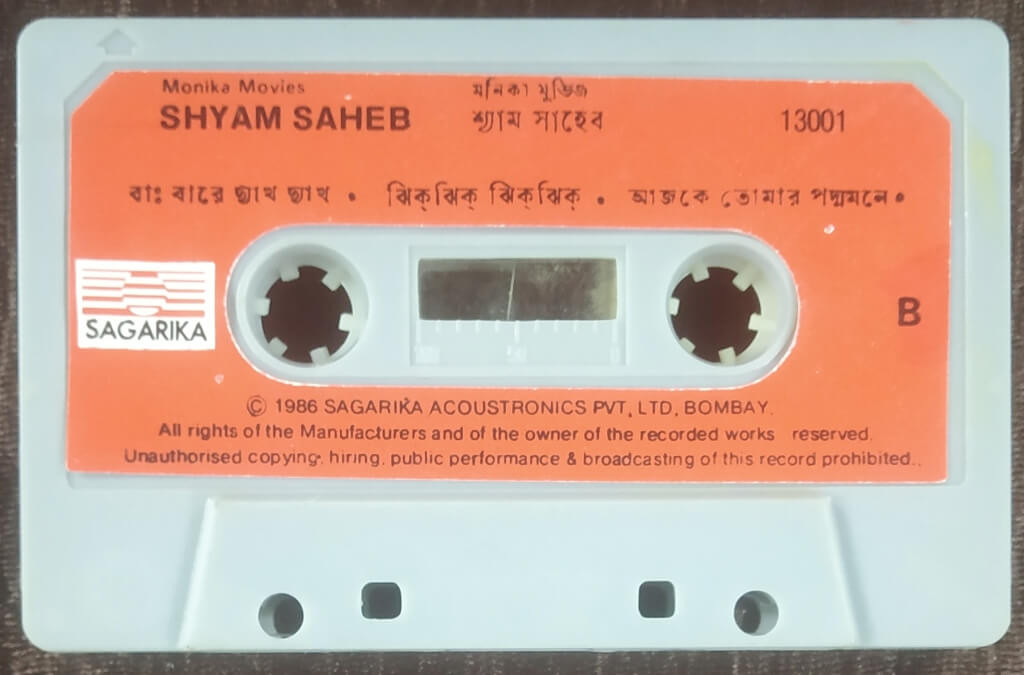 Monika Movies মনিকা মুভিজ
SHYAM SAHEB শ্যাম সাহেব 13001
বাঃ বারে দ্যাখ দ্যাখ • ঝিক্‌ঝিক্‌ ঝিক্‌ঝিক্‌ • আজকে তোমার পদ্মমনে •
SAGARIKA
B
© 1986 SAGARIKA ACOUSTRONICS PVT. LTD. BOMBAY.
All rights of the Manufacturers and of the owner of the recorded works reserved.
Unauthorised copying, hiring, public performance & broadcasting of this record prohibited..